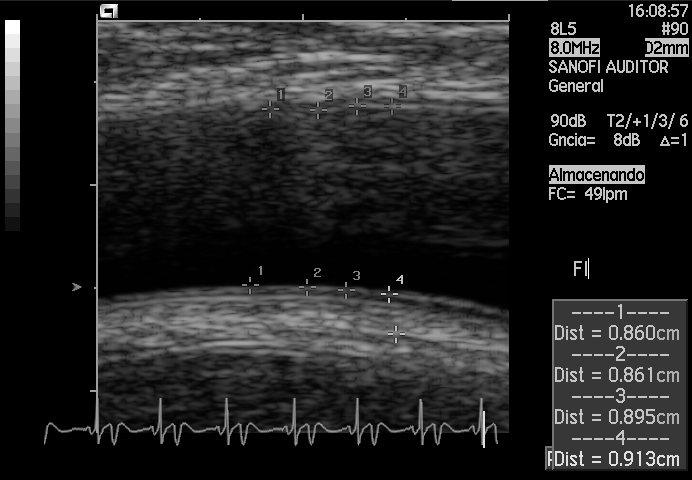 16:08:57
8L5 #90
8.0MHz D2mm
SANOFI AUDITOR
General
90dB T2/+1/3/ 6
Gncia= 8dB Δ=1
Almacenando
FC= 49lpm
1 2 3 4
1 2 3 4
FI
----1----
Dist = 0.860cm
----2----
Dist = 0.861cm
----3----
Dist = 0.895cm
----4----
Dist = 0.913cm